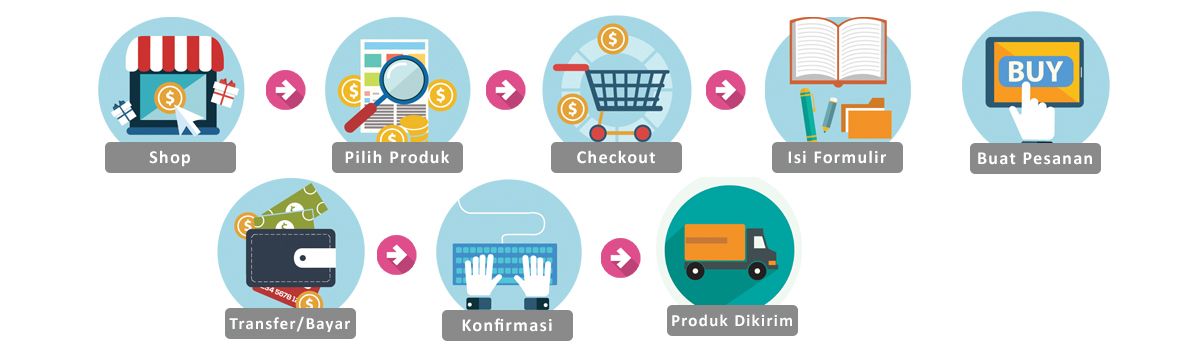 Shop
Pilih Produk
Checkout
Isi Formulir
BUY
Buat Pesanan
Transfer/Bayar
Konfirmasi
Produk Dikirim